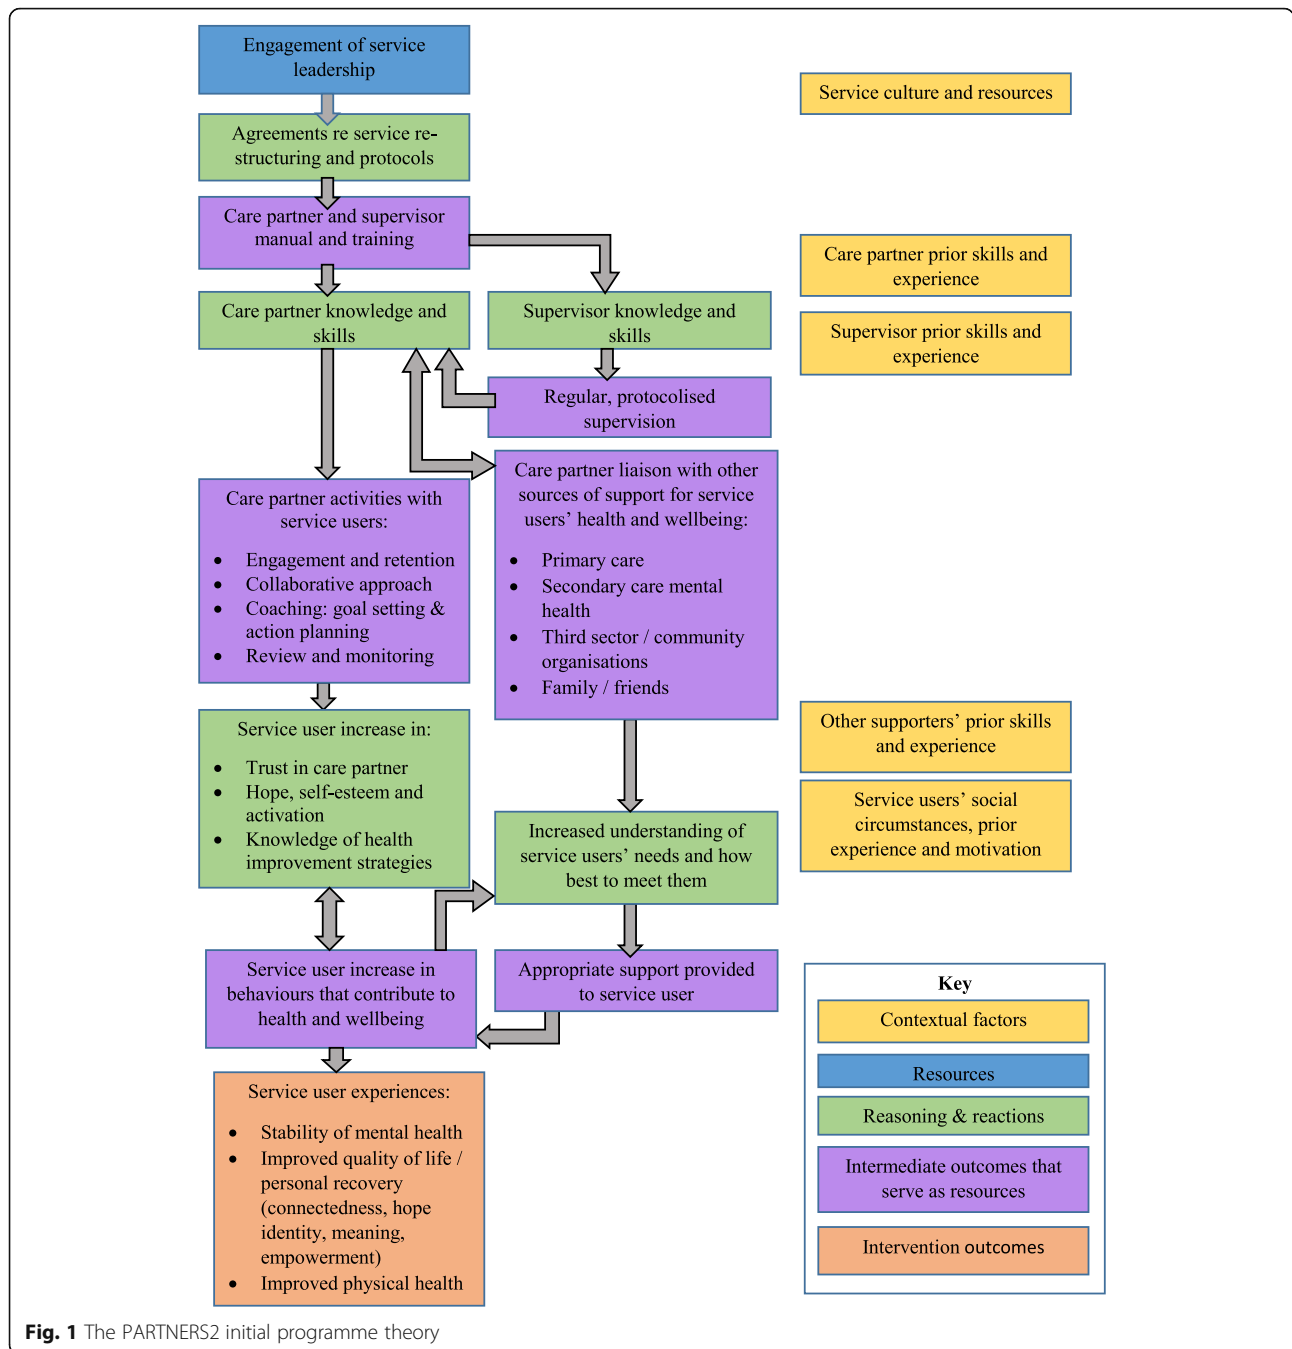 Engagement of service
leadership
Service culture and resources
Agreements re service re-
structuring and protocols
Care partner and supervisor
manual and training
Care partner prior skills and
experience
Care partner knowledge and
skills
Supervisor knowledge and
skills
Supervisor prior skills and
experience
Regular, protocolised
supervision
Care partner activities with
service users:
• Engagement and retention
• Collaborative approach
• Coaching: goal setting &
action planning
• Review and monitoring
Care partner liaison with other
sources of support for service
users’ health and wellbeing:
• Primary care
• Secondary care mental
health
• Third sector / community
organisations
• Family / friends
Service user increase in:
• Trust in care partner
• Hope, self-esteem and
activation
• Knowledge of health
improvement strategies
Other supporters’ prior skills
and experience
Service users’ social
circumstances, prior
experience and motivation
Increased understanding of
service users’ needs and how
best to meet them
Service user increase in
behaviours that contribute to
health and wellbeing
Appropriate support provided
to service user
Service user experiences:
• Stability of mental health
• Improved quality of life /
personal recovery
(connectedness, hope
identity, meaning,
empowerment)
• Improved physical health
Key
Contextual factors
Resources
Reasoning & reactions
Intermediate outcomes that
serve as resources
Intervention outcomes
Fig. 1 The PARTNERS2 initial programme theory